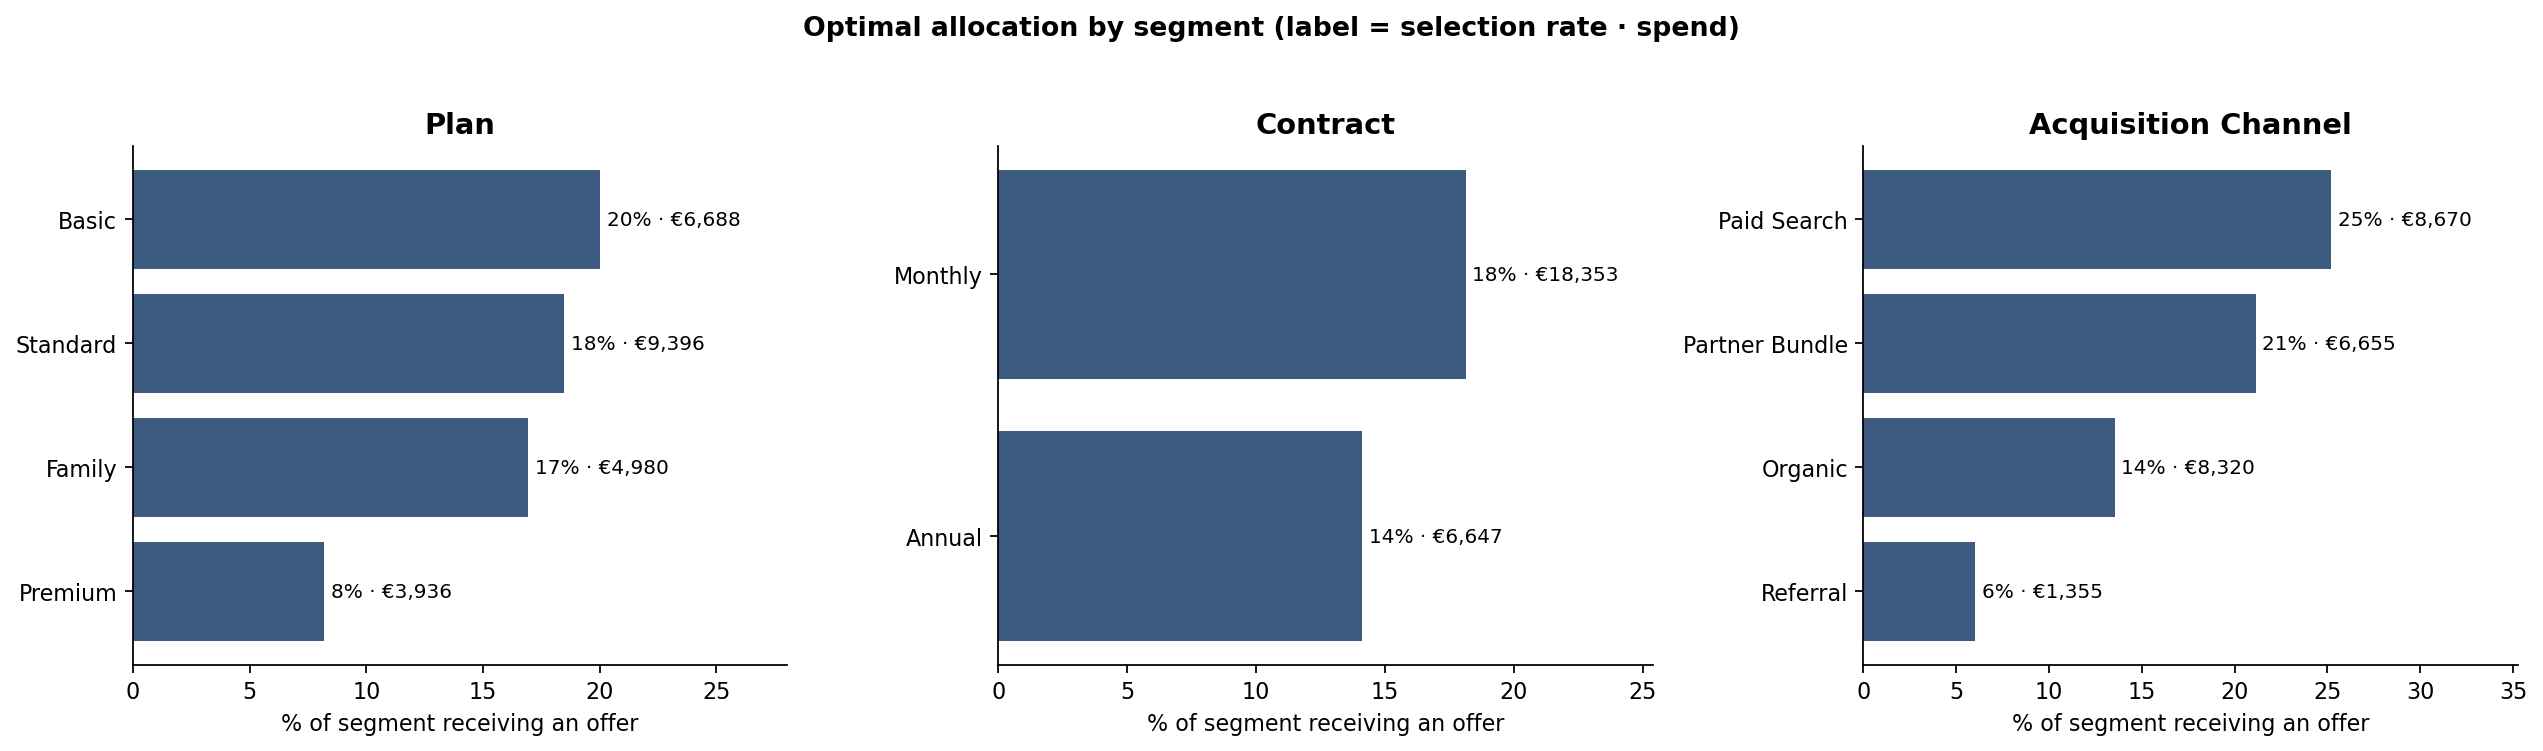 Optimal allocation by segment (label = selection rate · spend)
Plan
Basic
20% · €6,688
Standard
18% · €9,396
Family
17% · €4,980
Premium
8% · €3,936
0 5 10 15 20 25
% of segment receiving an offer
Contract
Monthly
18% · €18,353
Annual
14% · €6,647
0 5 10 15 20 25
% of segment receiving an offer
Acquisition Channel
Paid Search
25% · €8,670
Partner Bundle
21% · €6,655
Organic
14% · €8,320
Referral
6% · €1,355
0 5 10 15 20 25 30 35
% of segment receiving an offer